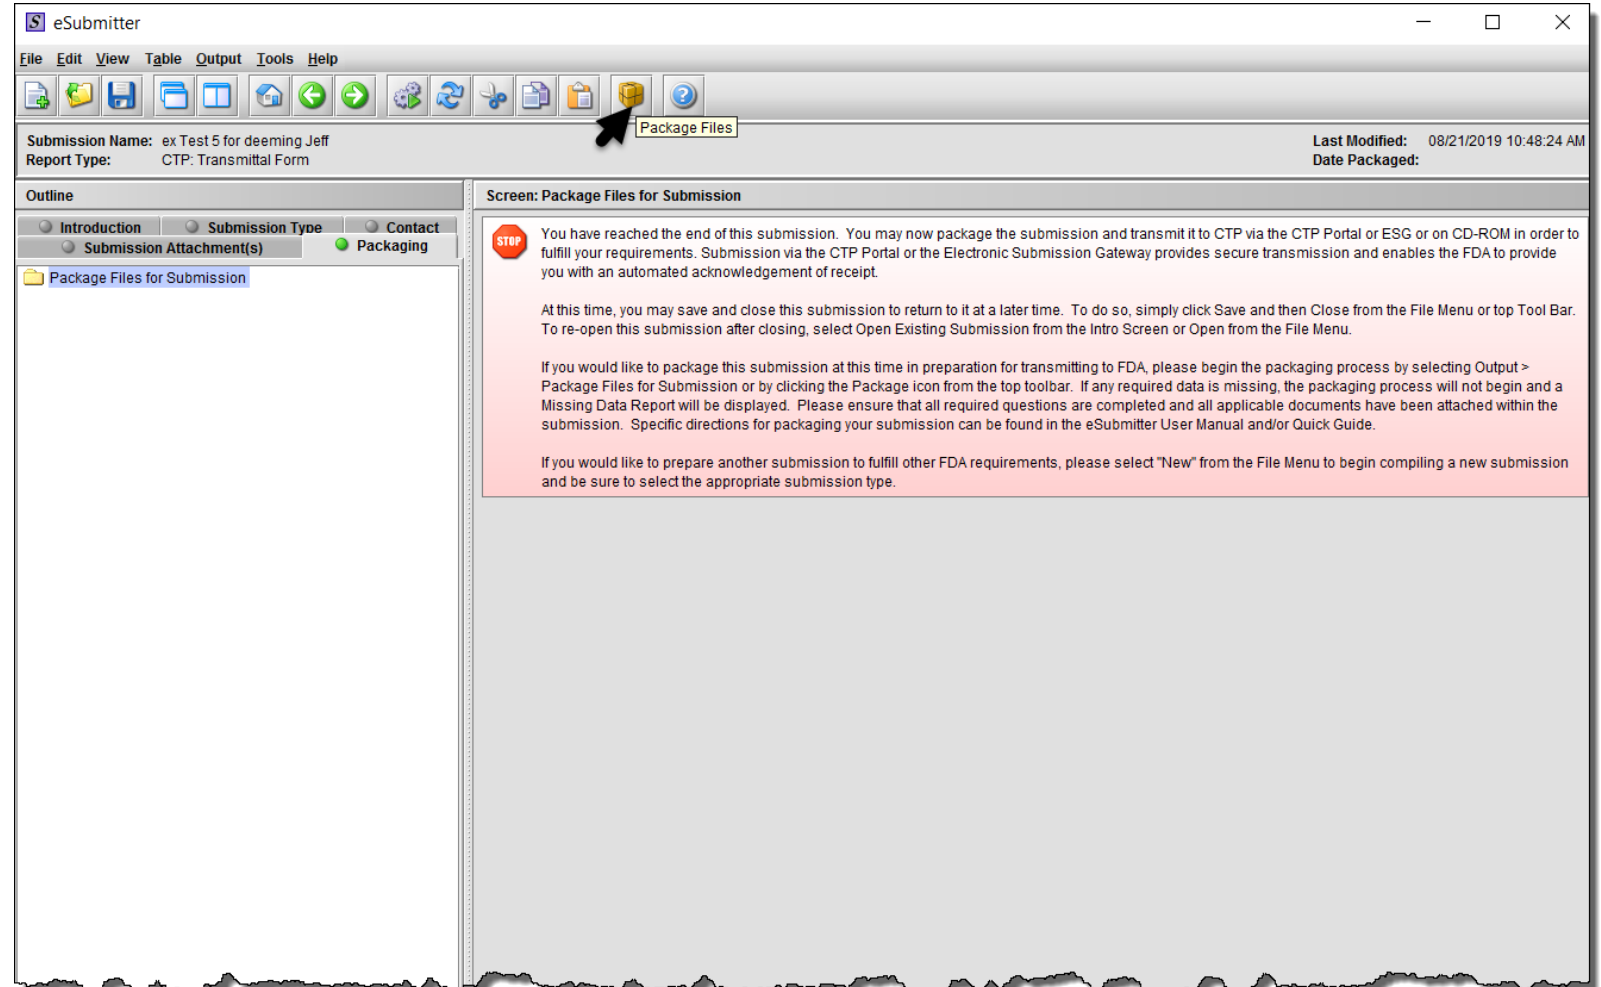 S eSubmitter
File Edit View Table Output Tools Help
Package Files
Submission Name: ex Test 5 for deeming Jeff
Last Modified: 08/21/2019 10:48:24 AM
Report Type: CTP: Transmittal Form
Date Packaged:
Outline
Introduction Submission Type Contact
Submission Attachment(s) Packaging
Package Files for Submission
Screen: Package Files for Submission
STOP
You have reached the end of this submission. You may now package the submission and transmit it to CTP via the CTP Portal or ESG or on CD-ROM in order to
fulfill your requirements. Submission via the CTP Portal or the Electronic Submission Gateway provides secure transmission and enables the FDA to provide
you with an automated acknowledgement of receipt.
At this time, you may save and close this submission to return to it at a later time. To do so, simply click Save and then Close from the File Menu or top Tool Bar.
To re-open this submission after closing, select Open Existing Submission from the Intro Screen or Open from the File Menu.
If you would like to package this submission at this time in preparation for transmitting to FDA, please begin the packaging process by selecting Output >
Package Files for Submission or by clicking the Package icon from the top toolbar. If any required data is missing, the packaging process will not begin and a
Missing Data Report will be displayed. Please ensure that all required questions are completed and all applicable documents have been attached within the
submission. Specific directions for packaging your submission can be found in the eSubmitter User Manual and/or Quick Guide.
If you would like to prepare another submission to fulfill other FDA requirements, please select "New" from the File Menu to begin compiling a new submission
and be sure to select the appropriate submission type.